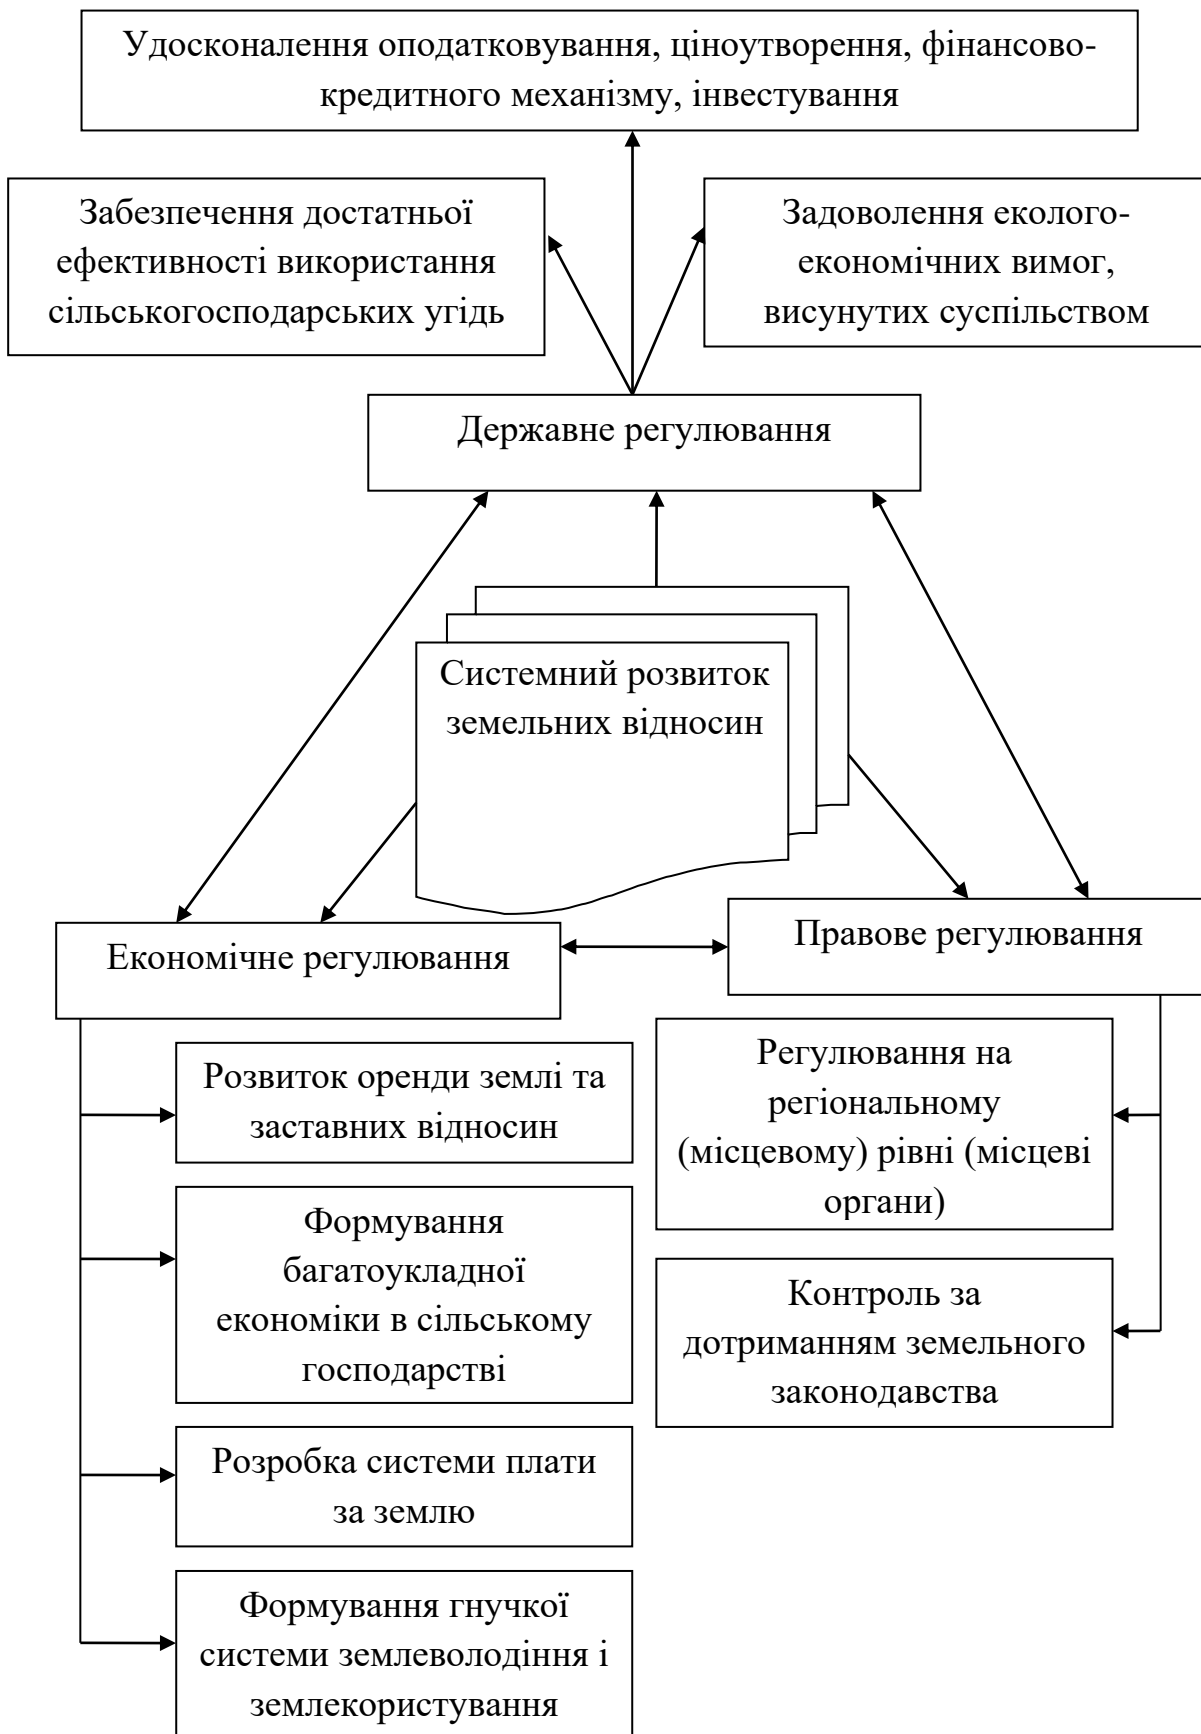 Удосконалення оподатковування, ціноутворення, фінансово-
кредитного механізму, інвестування
Забезпечення достатньої
ефективності використання
сільськогосподарських угідь
Задоволення еколого-
економічних вимог,
висунутих суспільством
Державне регулювання
Системний розвиток
земельних відносин
Економічне регулювання
Правове регулювання
Розвиток оренди землі та
заставних відносин
Формування
багатоукладної
економіки в сільському
господарстві
Розробка системи плати
за землю
Формування гнучкої
системи землеволодіння і
землекористування
Регулювання на
регіональному
(місцевому) рівні (місцеві
органи)
Контроль за
дотриманням земельного
законодавства